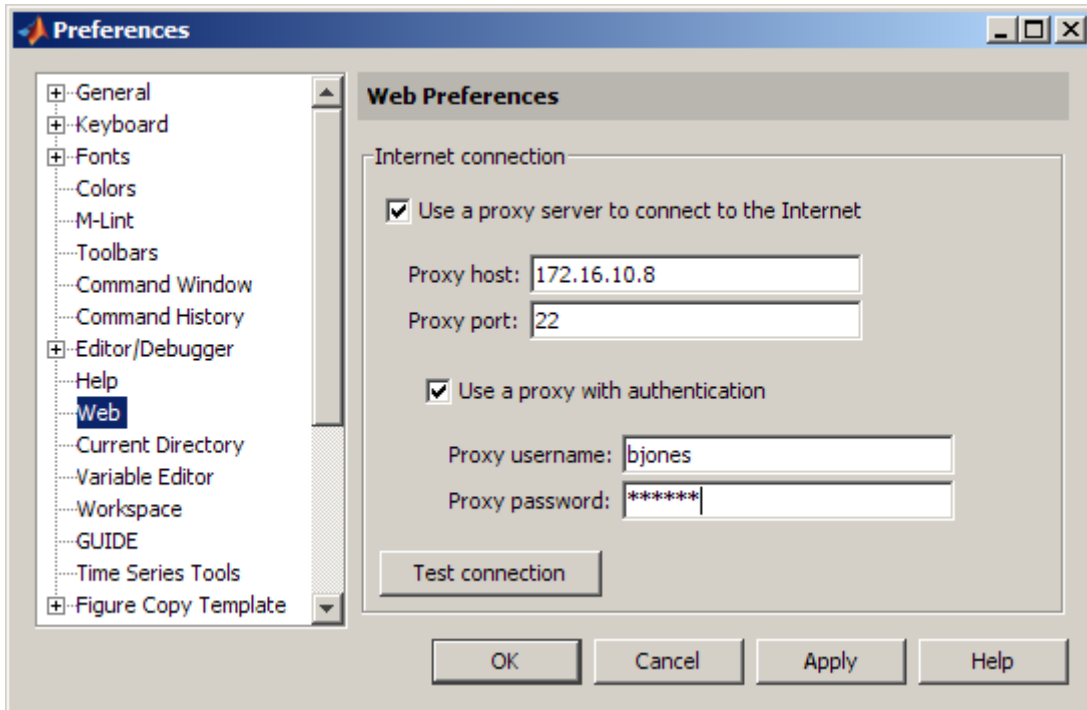 Preferences
General
Keyboard
Fonts
Colors
M-Lint
Toolbars
Command Window
Command History
Editor/Debugger
Help
Web
Current Directory
Variable Editor
Workspace
GUIDE
Time Series Tools
Figure Copy Template
Web Preferences
Internet connection
Use a proxy server to connect to the Internet
Proxy host: 172.16.10.8
Proxy port: 22
Use a proxy with authentication
Proxy username: bjones
Proxy password: ******
Test connection
OK Cancel Apply Help